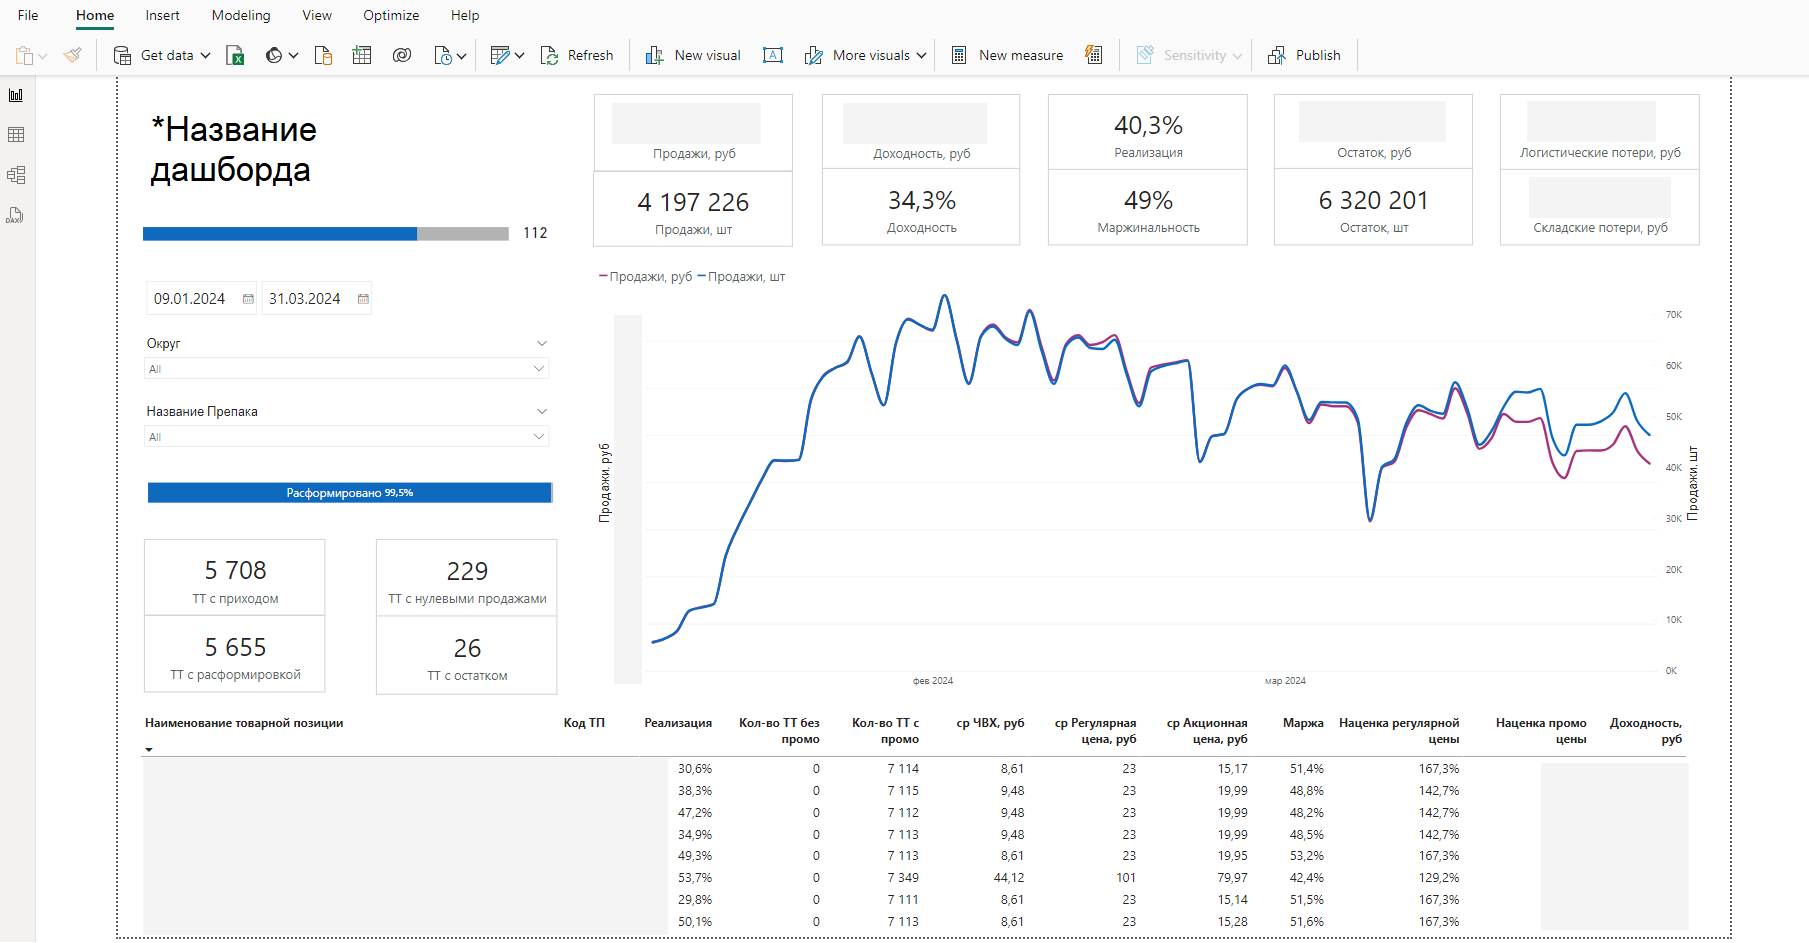 File Home Insert Modeling View Optimize Help
Get data Refresh New visual More visuals New measure Sensitivity Publish
*Название
дашборда
112
09.01.2024 31.03.2024
Округ
All
Название Препака
All
Расформировано 99,5%
5 708
ТТ с приходом
5 655
ТТ с расформировкой
229
ТТ с нулевыми продажами
26
ТТ с остатком
Продажи, руб
4 197 226
Продажи, шт
Доходность, руб
34,3%
Доходность
40,3%
Реализация
49%
Маржинальность
Остаток, руб
6 320 201
Остаток, шт
Логистические потери, руб
Складские потери, руб
Продажи, руб Продажи, шт
Продажи, руб
70K
60K
50K
40K
30K
20K
10K
0K
Продажи, шт
фев 2024 мар 2024
Наименование товарной позиции Код ТП Реализация Кол-во ТТ без промо Кол-во ТТ с промо ср ЧВХ, руб ср Регулярная цена, руб ср Акционная цена, руб Маржа Наценка регулярной цены Наценка промо цены Доходность, руб
30,6% 0 7 114 8,61 23 15,17 51,4% 167,3%
38,3% 0 7 115 9,48 23 19,99 48,8% 142,7%
47,2% 0 7 112 9,48 23 19,99 48,2% 142,7%
34,9% 0 7 113 9,48 23 19,99 48,5% 142,7%
49,3% 0 7 113 8,61 23 19,95 53,2% 167,3%
53,7% 0 7 349 44,12 101 79,97 42,4% 129,2%
29,8% 0 7 111 8,61 23 15,14 51,5% 167,3%
50,1% 0 7 113 8,61 23 15,28 51,6% 167,3%